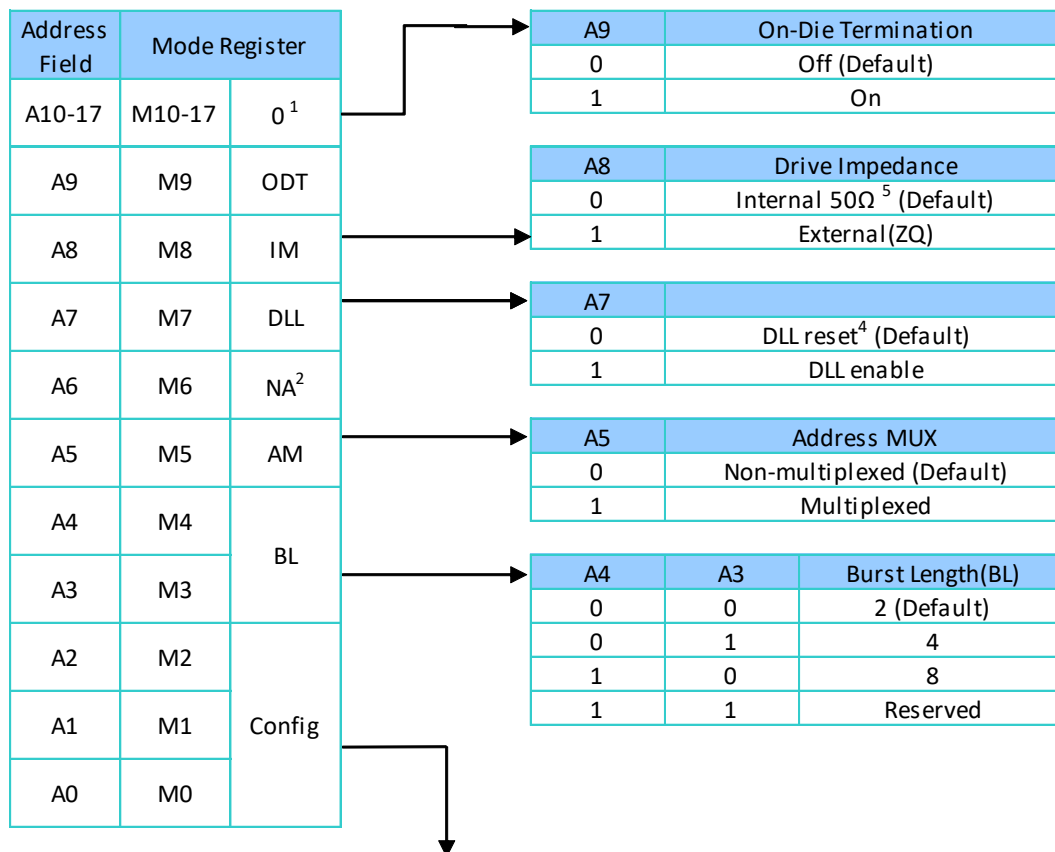 Address Field Mode Register
A10-17 M10-17 0¹
A9 M9 ODT
A8 M8 IM
A7 M7 DLL
A6 M6 NA²
A5 M5 AM
A4 M4
BL
A3 M3
A2 M2
A1 M1 Config
A0 M0
A9 On-Die Termination
0 Off (Default)
1 On
A8 Drive Impedance
0 Internal 50Ω ⁵ (Default)
1 External(ZQ)
A7
0 DLL reset⁴ (Default)
1 DLL enable
A5 Address MUX
0 Non-multiplexed (Default)
1 Multiplexed
A4 A3 Burst Length(BL)
0 0 2 (Default)
0 1 4
1 0 8
1 1 Reserved